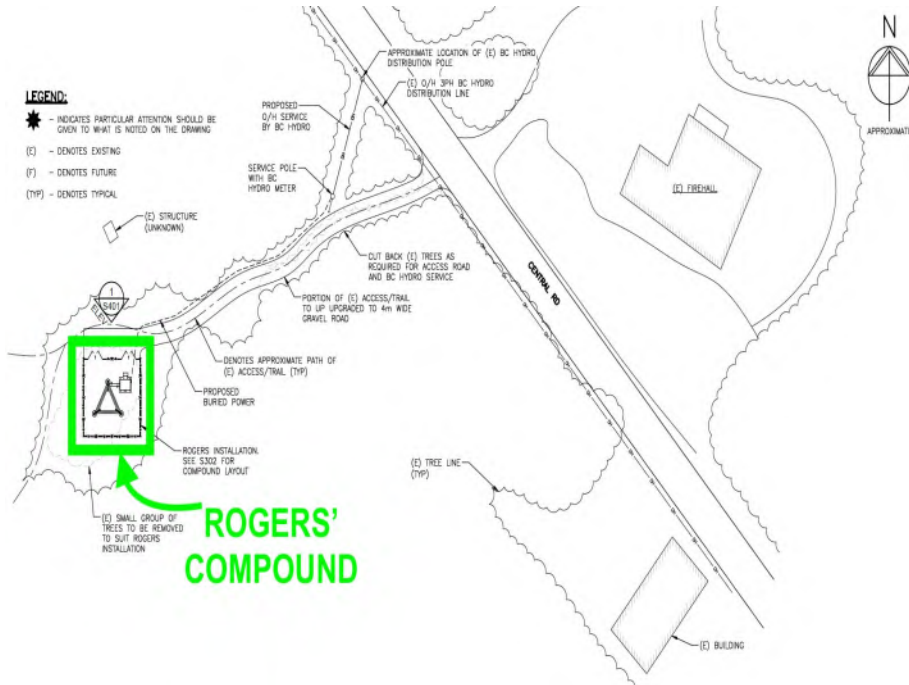 LEGEND:
- INDICATES PARTICULAR ATTENTION SHOULD BE
GIVEN TO WHAT IS NOTED ON THE DRAWING
(E) - DENOTES EXISTING
(F) - DENOTES FUTURE
(TYP) - DENOTES TYPICAL
(E) STRUCTURE
(UNKNOWN)
PROPOSED
O/H SERVICE
BY BC HYDRO
SERVICE POLE
WITH BC
HYDRO METER
APPROXIMATE LOCATION OF (E) BC HYDRO
DISTRIBUTION POLE
(E) O/H 3PH BC HYDRO
DISTRIBUTION LINE
N
APPROXIMATE
(E) FIREHALL
CENTRAL RD
CUT BACK (E) TREES AS
REQUIRED FOR ACCESS ROAD
AND BC HYDRO SERVICE
PORTION OF (E) ACCESS/TRAIL
TO UP UPGRADED TO 4m WIDE
GRAVEL ROAD
1
S401
ELEV
DENOTES APPROXIMATE PATH OF
(E) ACCESS/TRAIL (TYP)
PROPOSED
BURIED POWER
ROGERS INSTALLATION.
SEE S302 FOR
COMPOUND LAYOUT
(E) SMALL GROUP OF
TREES TO BE REMOVED
TO SUIT ROGERS
INSTALLATION
ROGERS'
COMPOUND
(E) TREE LINE
(TYP)
(E) BUILDING